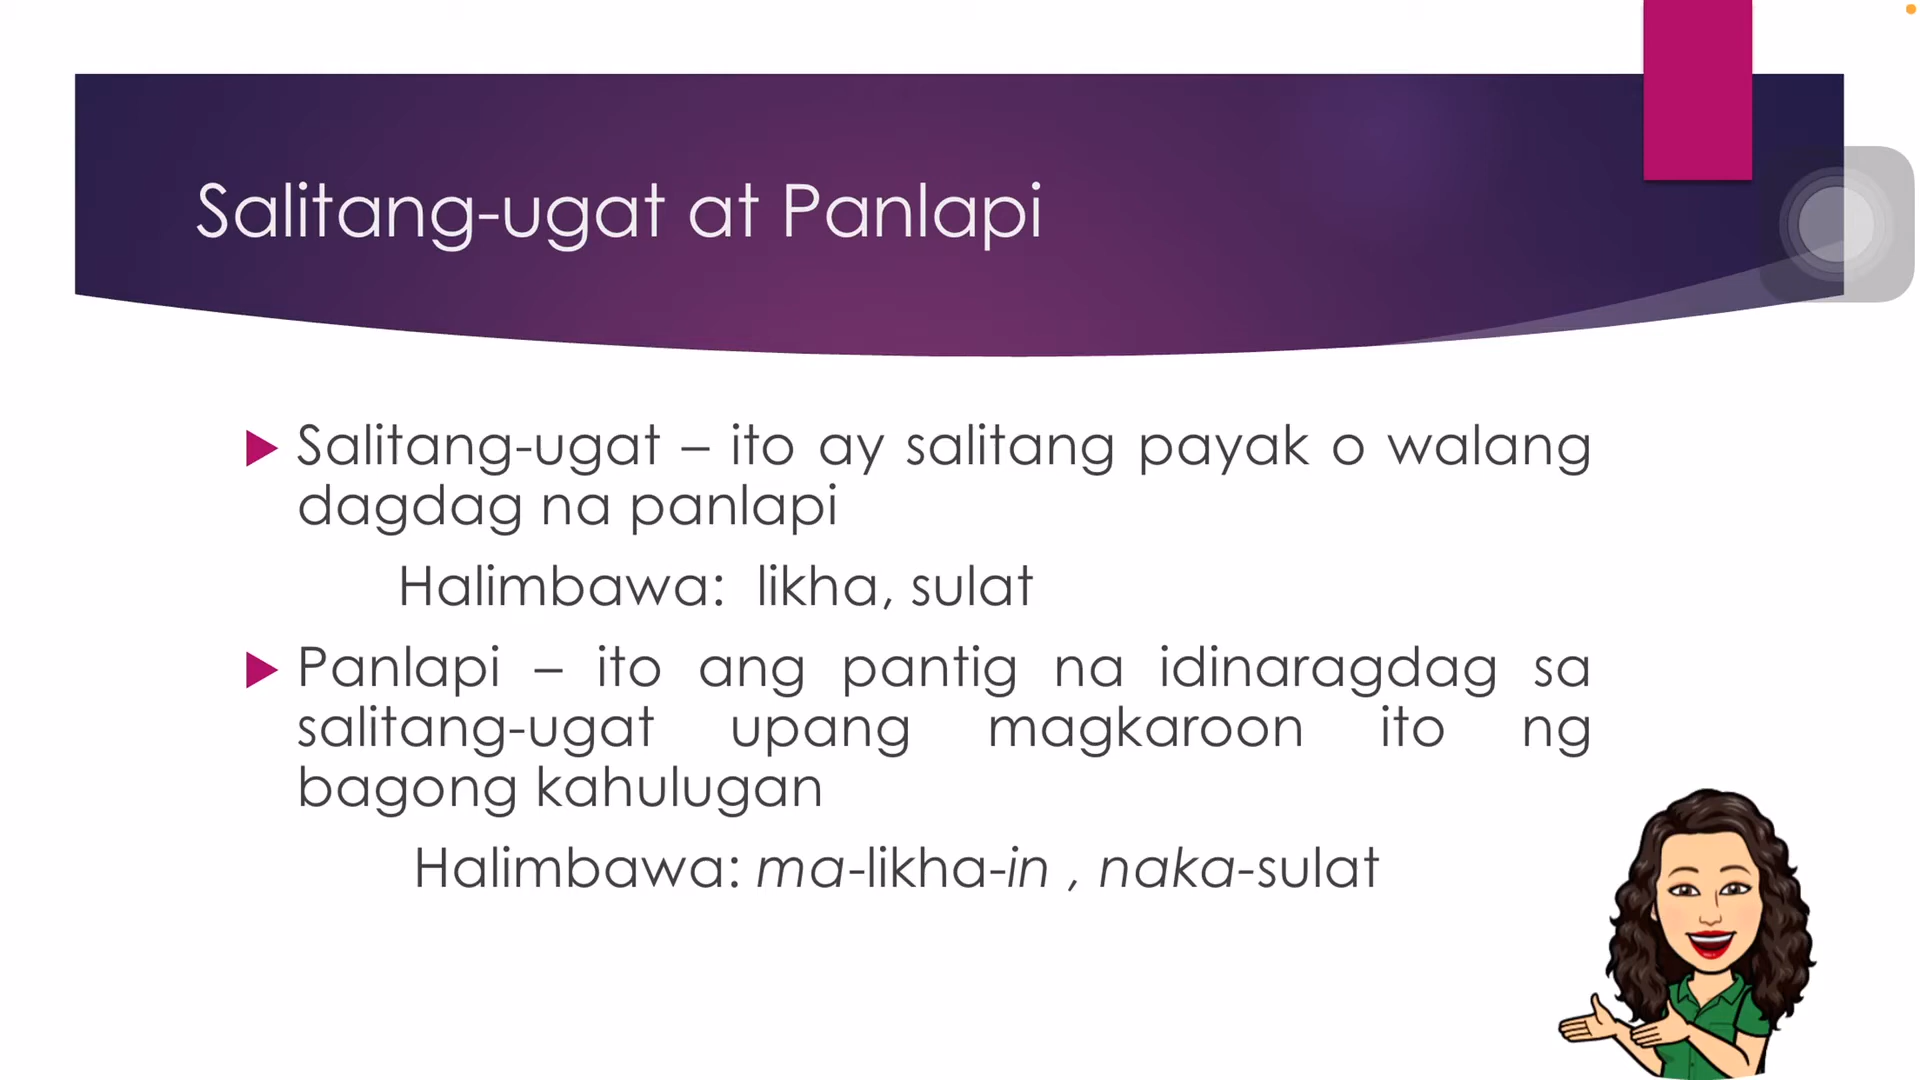 Salitang-ugat at Panlapi
Salitang-ugat – ito ay salitang payak o walang
dagdag na panlapi
Halimbawa: likha, sulat
Panlapi – ito ang pantig na idinaragdag sa
salitang-ugat upang magkaroon ito ng
bagong kahulugan
Halimbawa: ma-likha-in , naka-sulat